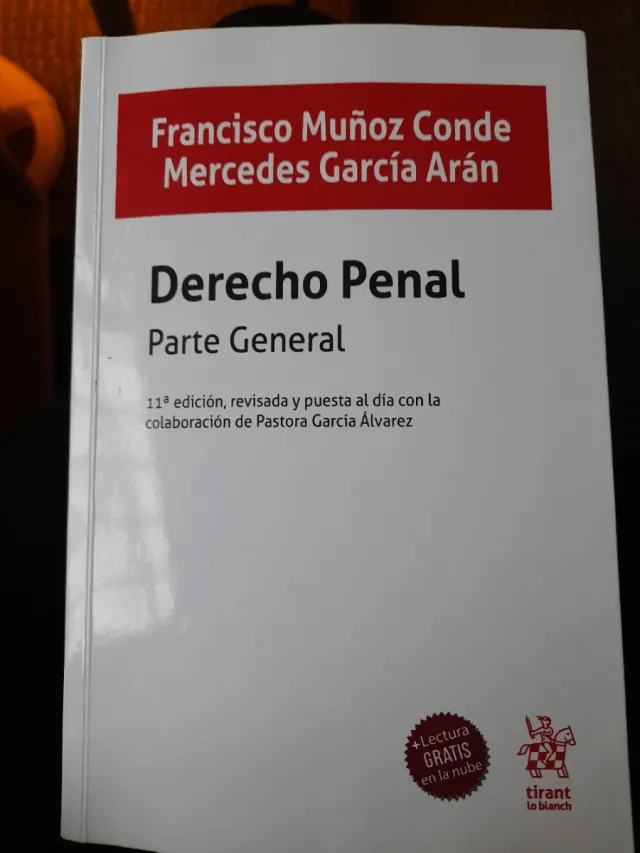 Francisco Muñoz Conde
Mercedes García Arán
Derecho Penal
Parte General
11ª edición, revisada y puesta al día con la
colaboración de Pastora García Álvarez
+Lectura
GRATIS
en la nube
tirant
lo blanch